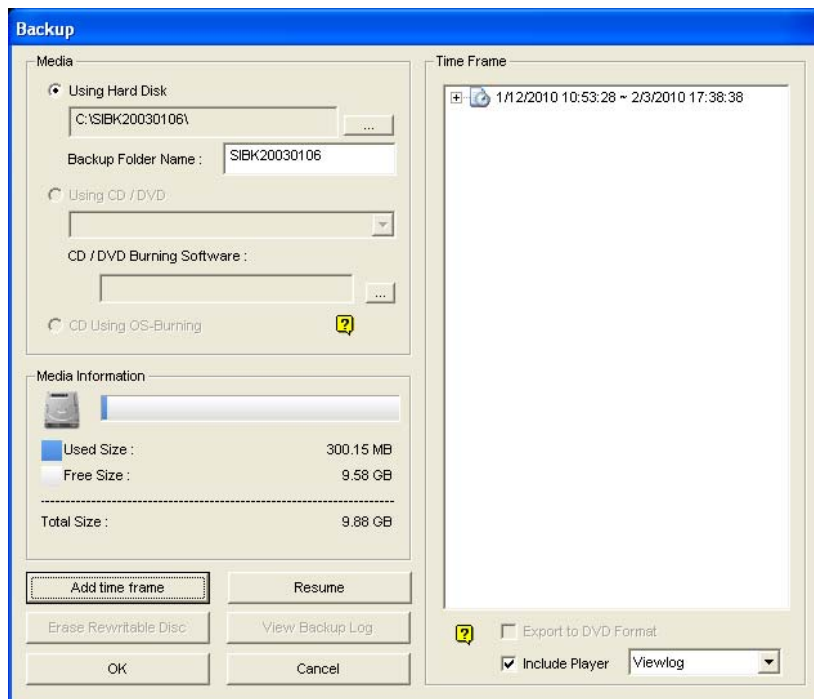 Backup
Media
Using Hard Disk
C:\SIBK20030106\
...
Backup Folder Name :
SIBK20030106
Using CD / DVD
CD / DVD Burning Software :
...
CD Using OS-Burning
?
Media Information
Used Size :
300.15 MB
Free Size :
9.58 GB
Total Size :
9.88 GB
Add time frame
Resume
Erase Rewritable Disc
View Backup Log
OK
Cancel
Time Frame
1/12/2010 10:53:28 ~ 2/3/2010 17:38:38
?
Export to DVD Format
Include Player
Viewlog